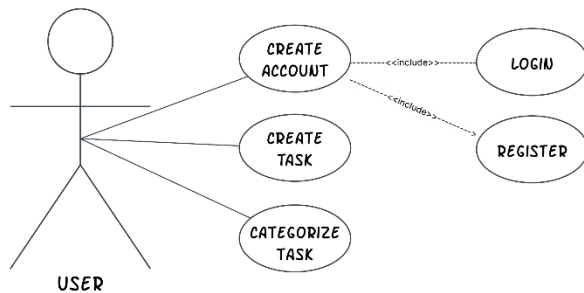 CREATE
ACCOUNT
<<include>>
LOGIN
<<include>>
CREATE
TASK
REGISTER
CATEGORIZE
TASK
USER